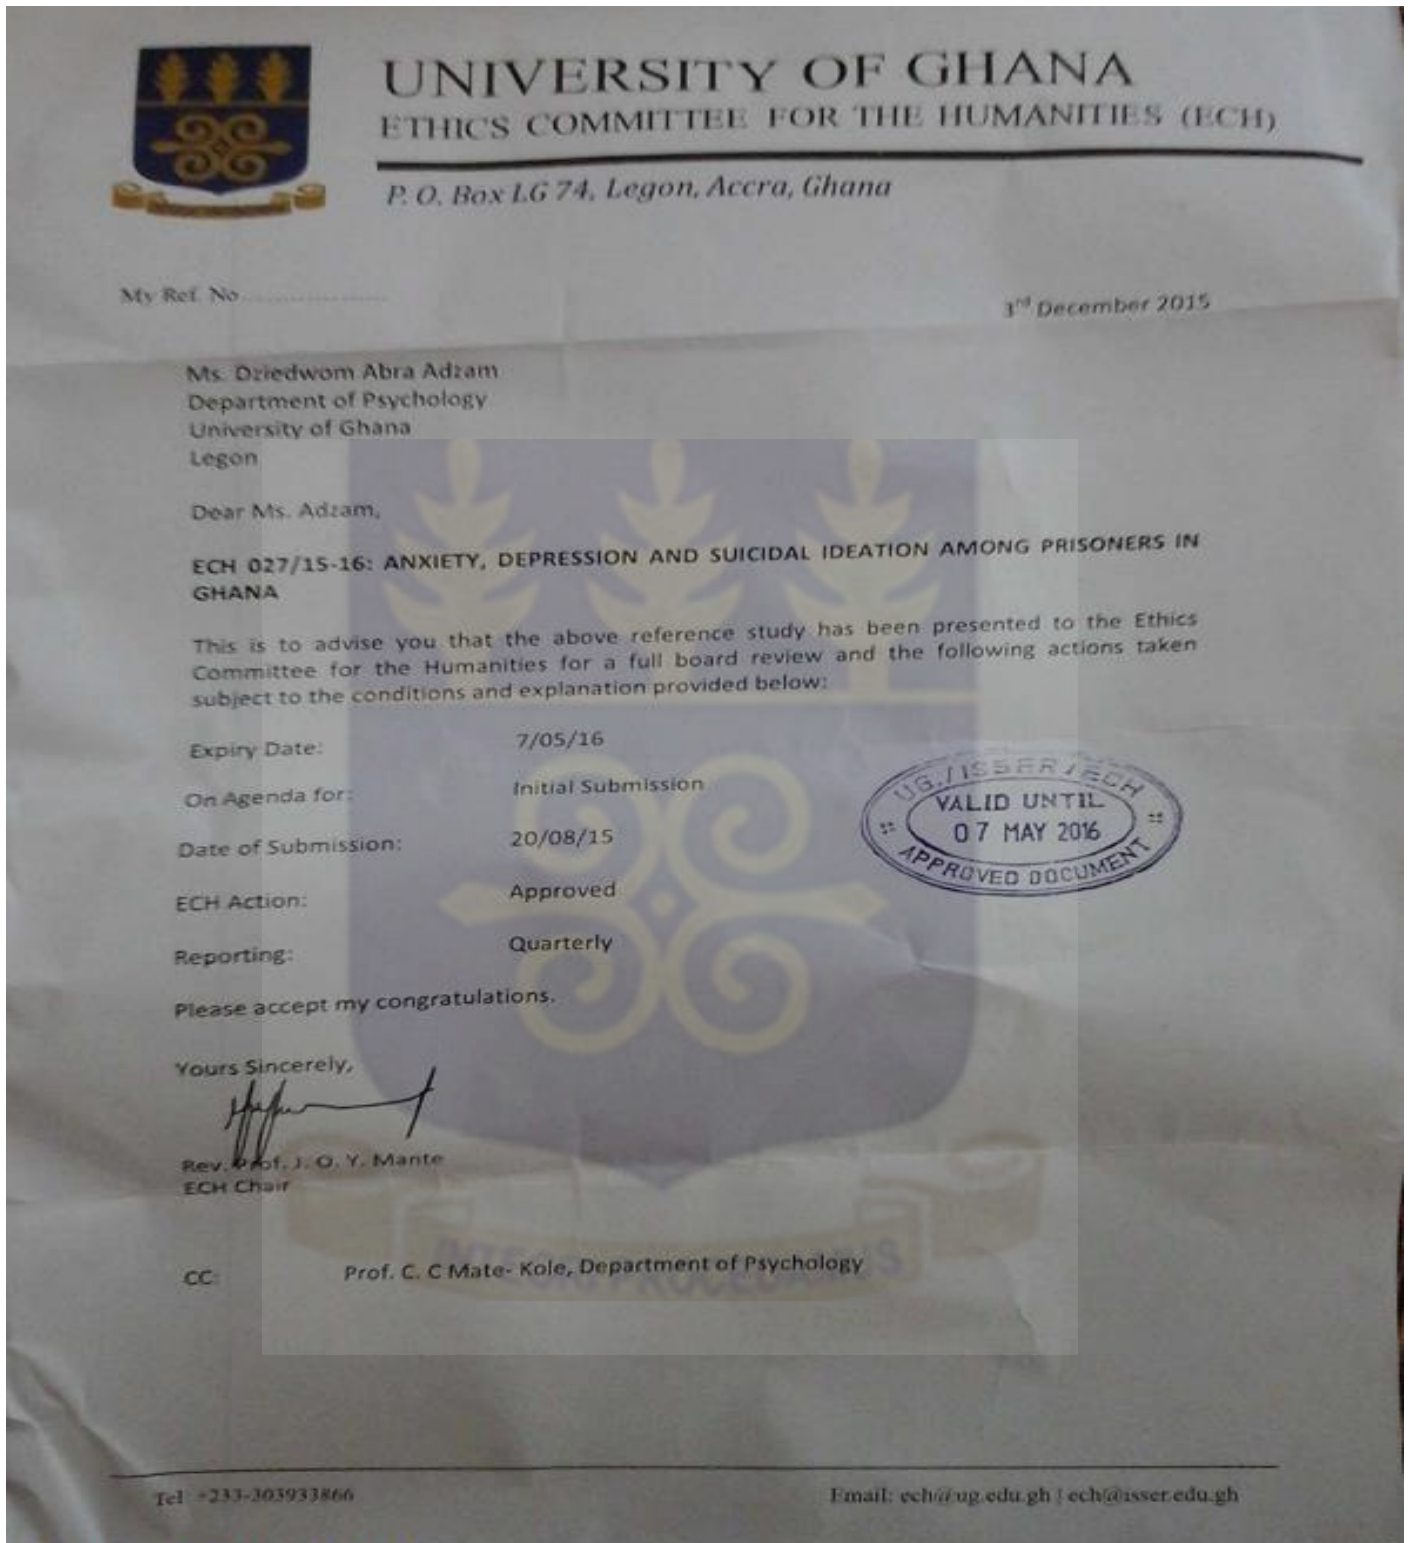 UNIVERSITY OF GHANA
ETHICS COMMITTEE FOR THE HUMANITIES (ECH)
P. O. Box LG 74, Legon, Accra, Ghana
My Ref. No..................
3rd December 2015
Ms. Dziedwom Abra Adzam
Department of Psychology
University of Ghana
Legon
Dear Ms. Adzam,
ECH 027/15-16: ANXIETY, DEPRESSION AND SUICIDAL IDEATION AMONG PRISONERS IN
GHANA
This is to advise you that the above reference study has been presented to the Ethics
Committee for the Humanities for a full board review and the following actions taken
subject to the conditions and explanation provided below:
Expiry Date: 7/05/16
On Agenda for: Initial Submission
Date of Submission: 20/08/15
ECH Action: Approved
Reporting: Quarterly
UG./ISSER/ECH
VALID UNTIL
07 MAY 2016
APPROVED DOCUMENT
Please accept my congratulations.
Yours Sincerely,
Rev. Prof. J. O. Y. Mante
ECH Chair
CC: Prof. C. C Mate- Kole, Department of Psychology
Tel: +233-303933866
Email: ech@ug.edu.gh | ech@isser.edu.gh